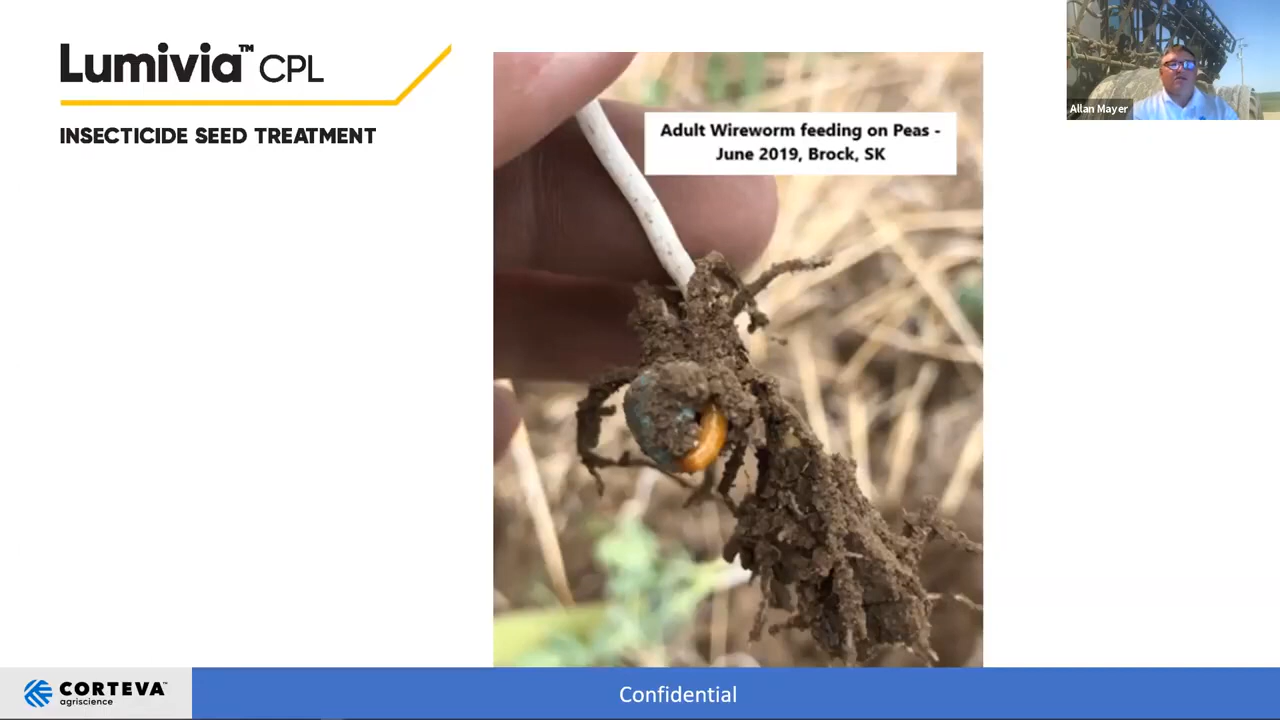 Lumivia™ CPL
INSECTICIDE SEED TREATMENT
Allan Mayer
Adult Wireworm feeding on Peas -
June 2019, Brock, SK
CORTEVA™
agriscience
Confidential